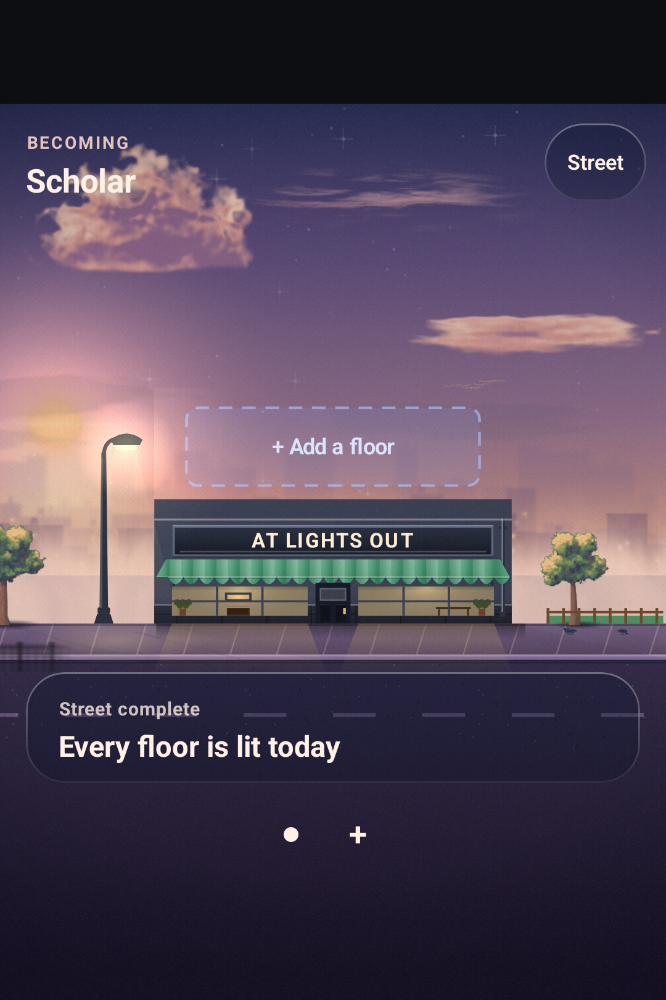 BECOMING
Scholar
Street
+ Add a floor
AT LIGHTS OUT
Street complete
Every floor is lit today
+